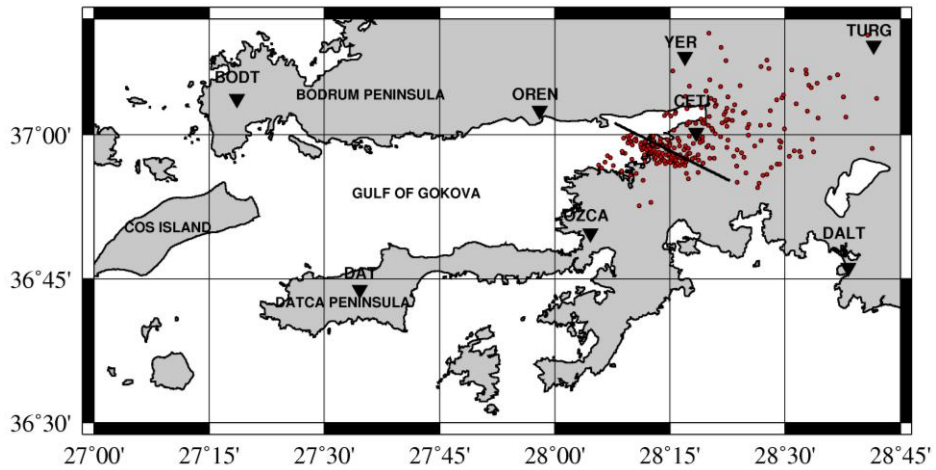 TURG
YER
BODT
BODRUM PENINSULA
OREN
CETI
37°00'
GULF OF GOKOVA
COS ISLAND
OZCA
DALT
36°45'
DAT
DATCA PENINSULA
36°30'
27°00' 27°15' 27°30' 27°45' 28°00' 28°15' 28°30' 28°45'